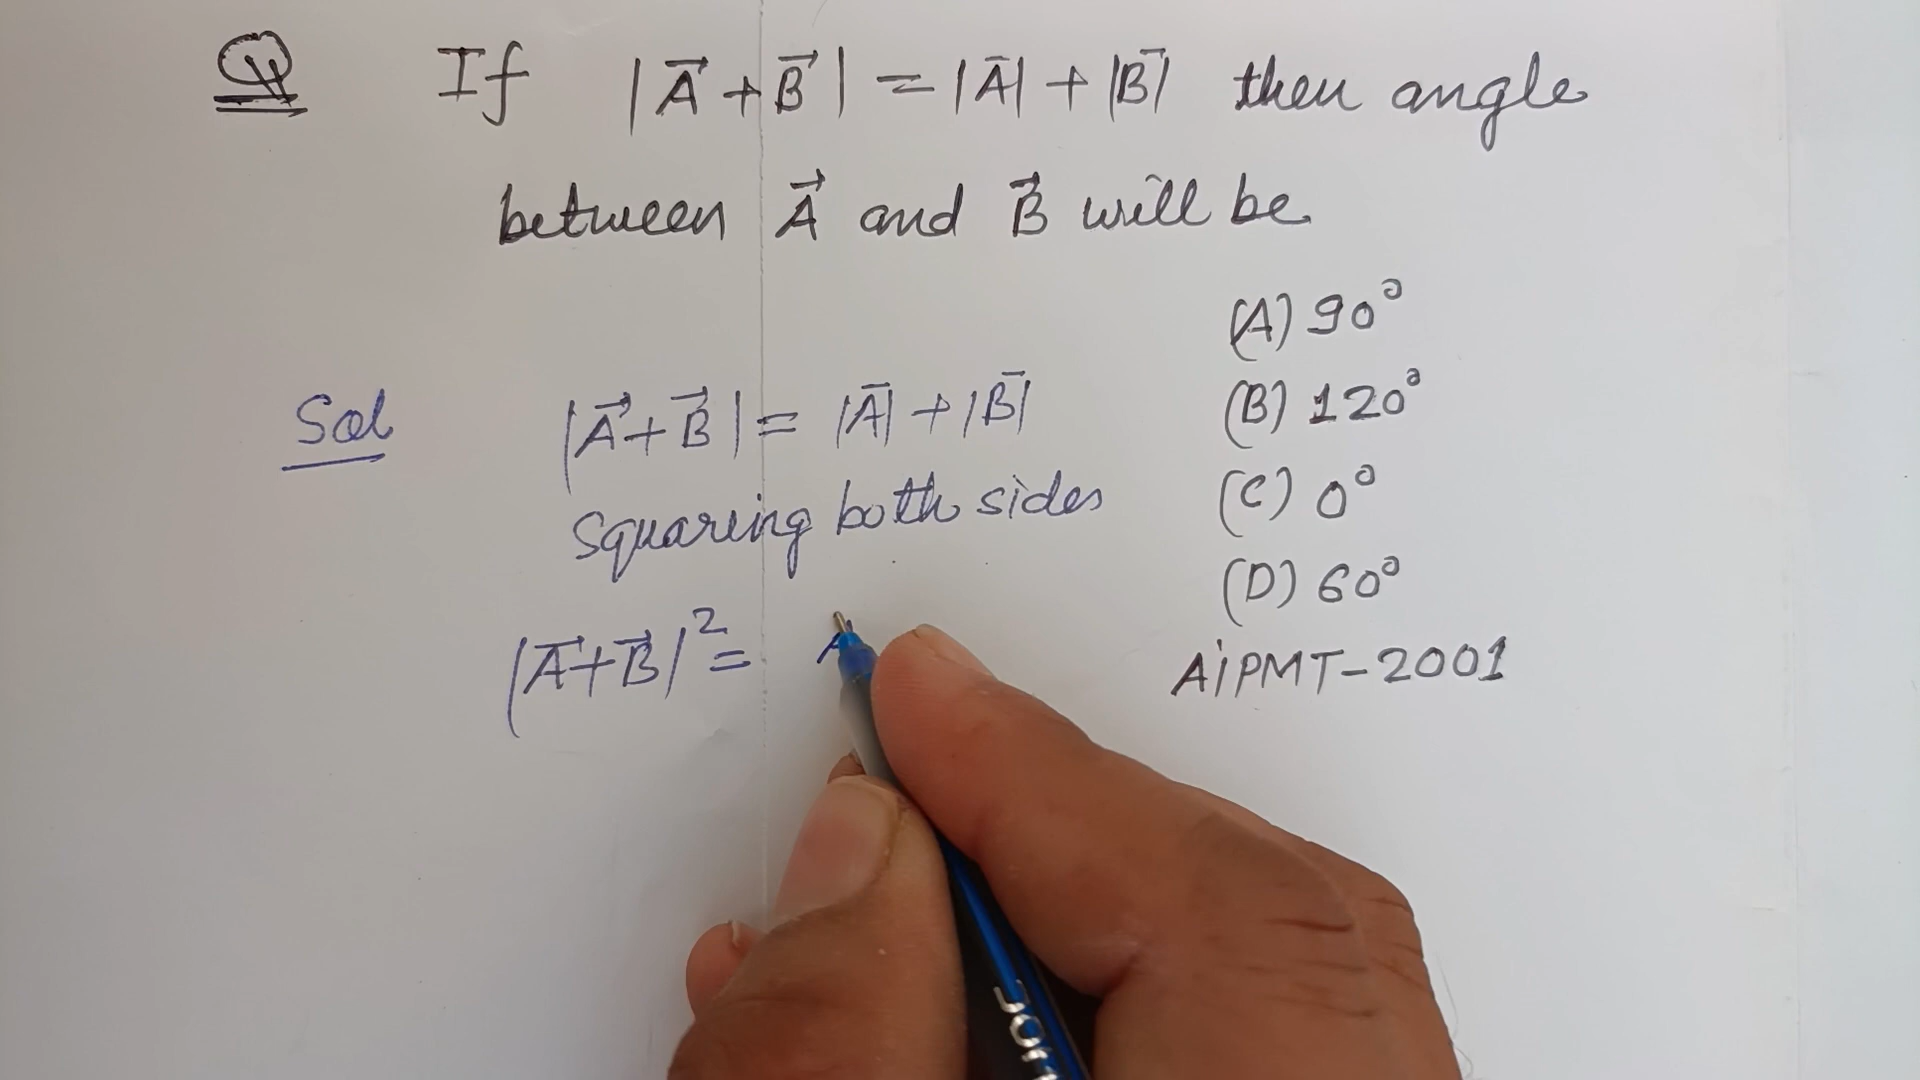 Q If |A⃗ + B⃗| = |A̅| + |B̅| then angle
between A⃗ and B⃗ will be
(A) 90°
(B) 120°
(C) 0°
(D) 60°
AiPMT-2001
Sol |A⃗ + B⃗| = |A̅| + |B̅|
Squaring both sides
|A⃗ + B⃗|² = A